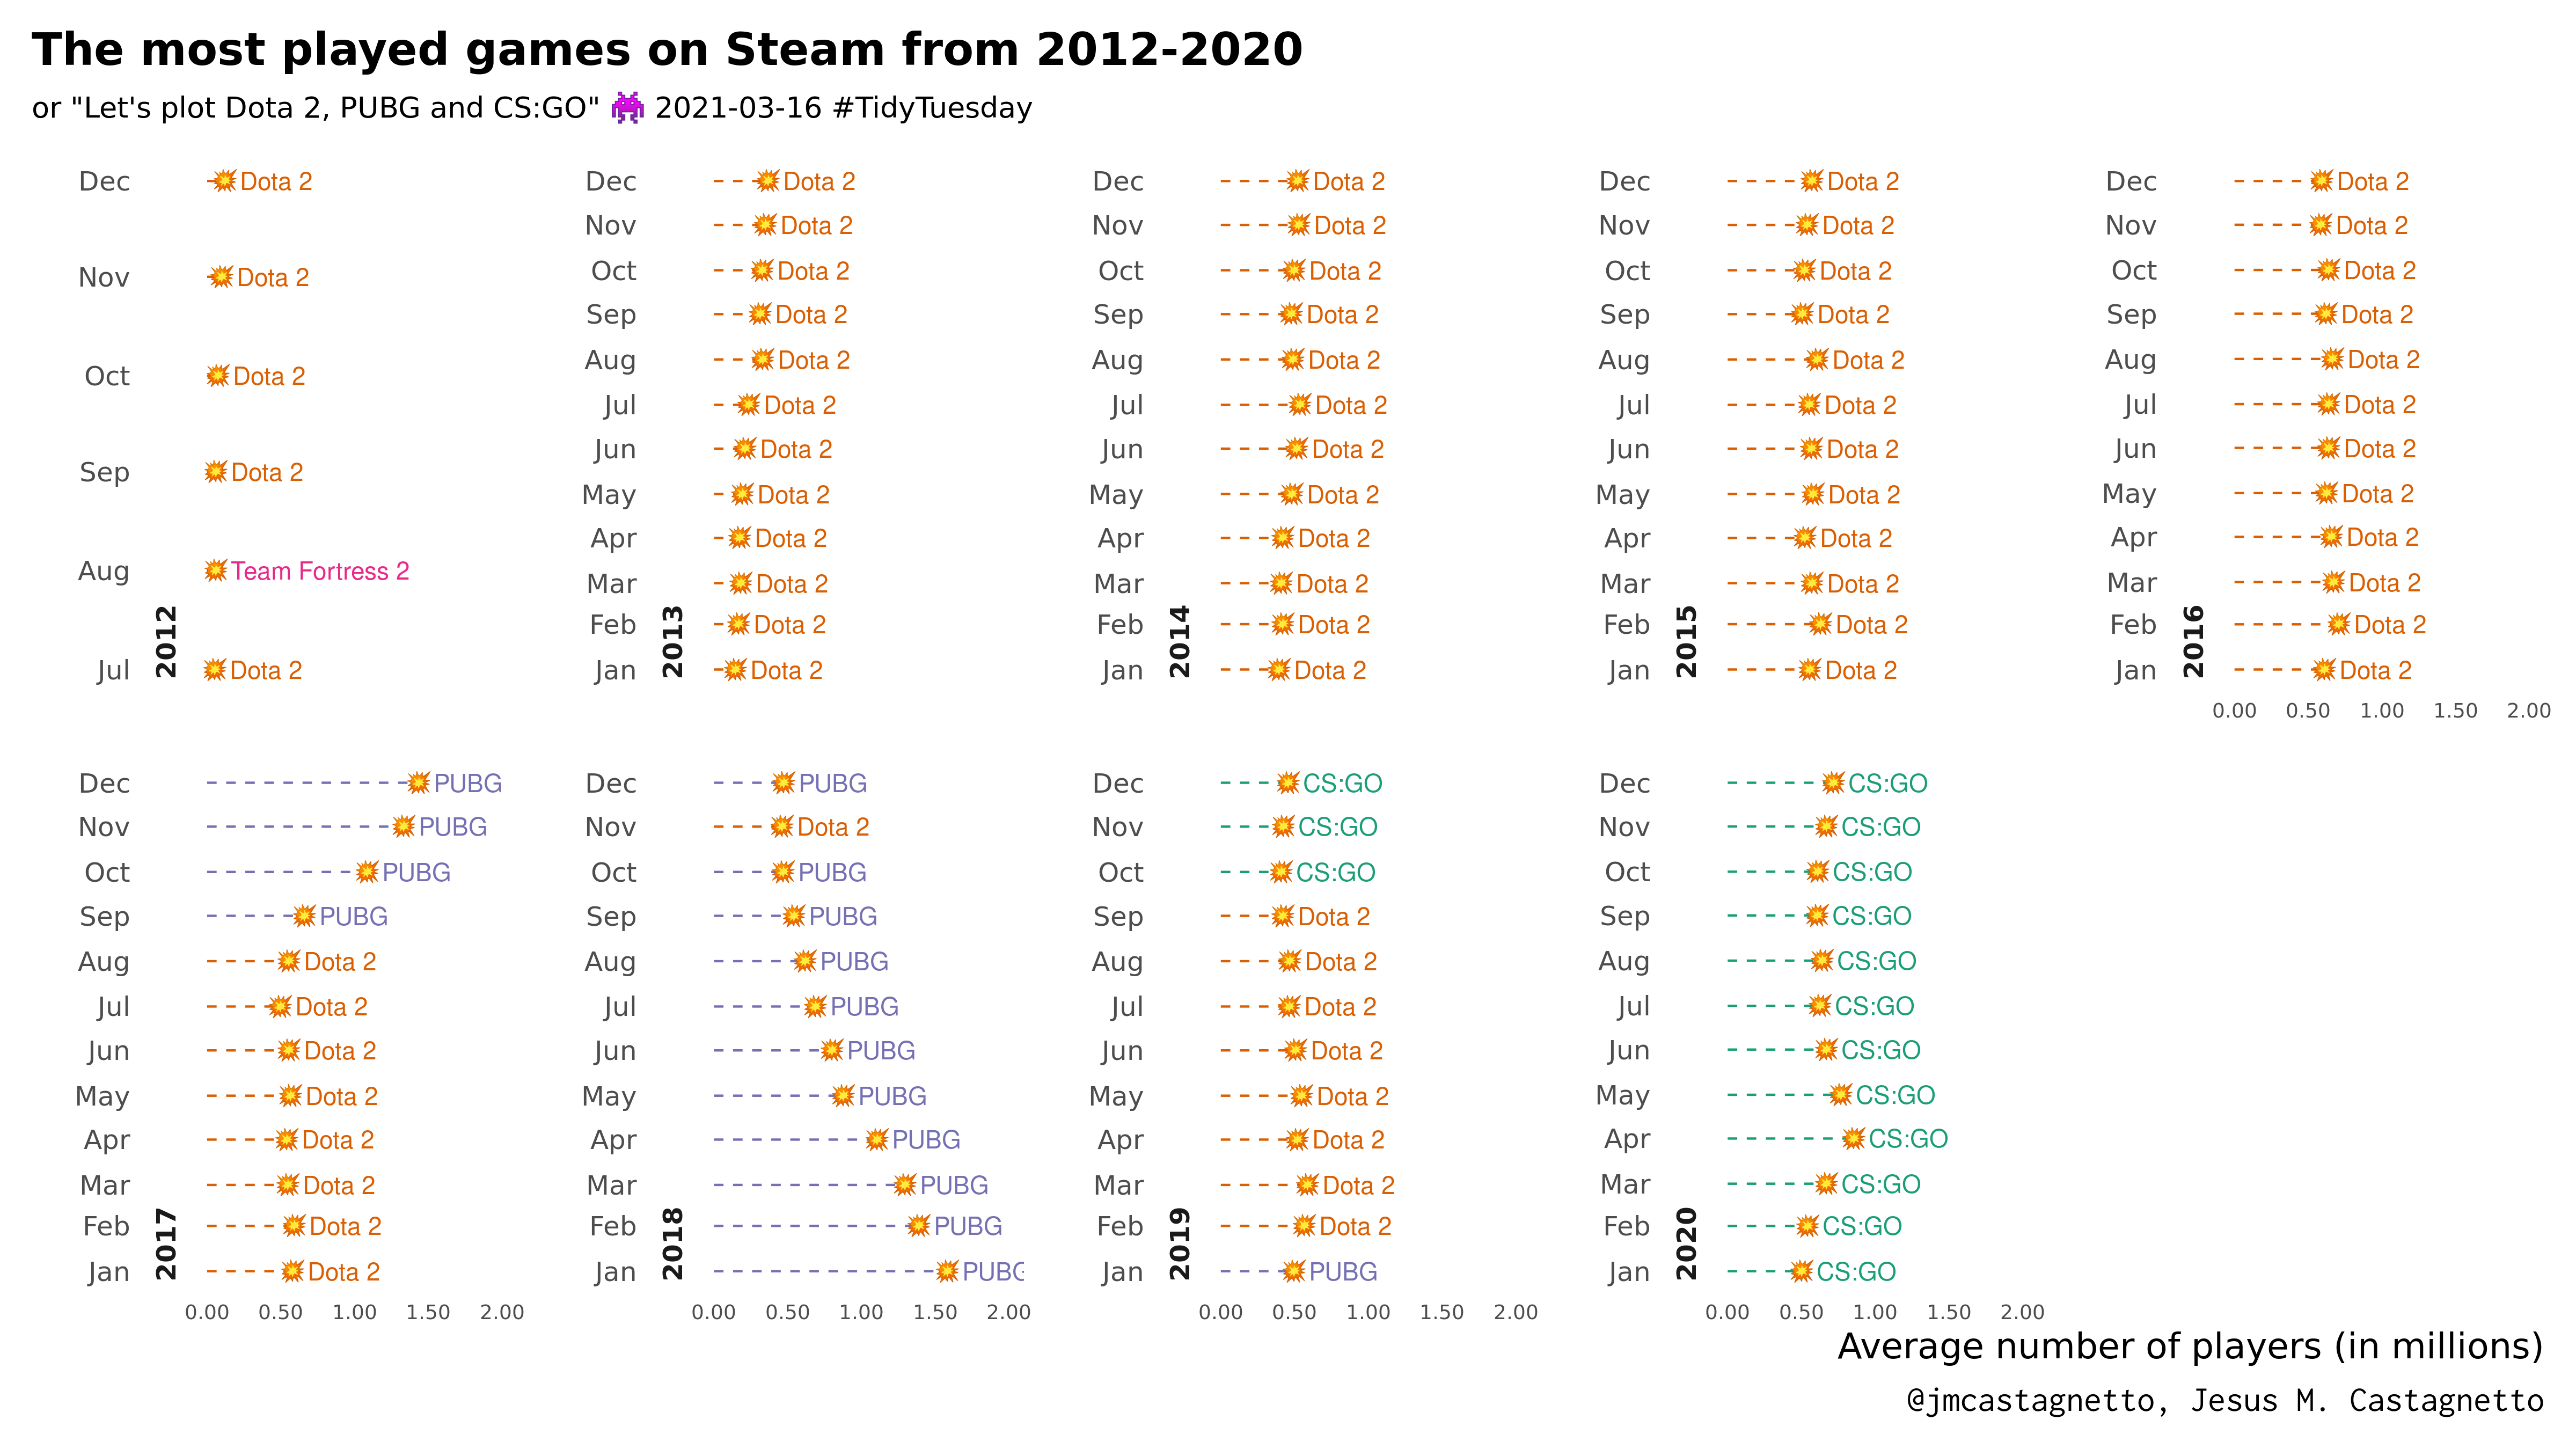 The most played games on Steam from 2012-2020
or "Let's plot Dota 2, PUBG and CS:GO" 👾 2021-03-16 #TidyTuesday
2012
Dec Dota 2
Nov Dota 2
Oct Dota 2
Sep Dota 2
Aug Team Fortress 2
Jul Dota 2
2013
Dec Dota 2
Nov Dota 2
Oct Dota 2
Sep Dota 2
Aug Dota 2
Jul Dota 2
Jun Dota 2
May Dota 2
Apr Dota 2
Mar Dota 2
Feb Dota 2
Jan Dota 2
2014
Dec Dota 2
Nov Dota 2
Oct Dota 2
Sep Dota 2
Aug Dota 2
Jul Dota 2
Jun Dota 2
May Dota 2
Apr Dota 2
Mar Dota 2
Feb Dota 2
Jan Dota 2
2015
Dec Dota 2
Nov Dota 2
Oct Dota 2
Sep Dota 2
Aug Dota 2
Jul Dota 2
Jun Dota 2
May Dota 2
Apr Dota 2
Mar Dota 2
Feb Dota 2
Jan Dota 2
2016
Dec Dota 2
Nov Dota 2
Oct Dota 2
Sep Dota 2
Aug Dota 2
Jul Dota 2
Jun Dota 2
May Dota 2
Apr Dota 2
Mar Dota 2
Feb Dota 2
Jan Dota 2
0.00 0.50 1.00 1.50 2.00
2017
Dec PUBG
Nov PUBG
Oct PUBG
Sep PUBG
Aug Dota 2
Jul Dota 2
Jun Dota 2
May Dota 2
Apr Dota 2
Mar Dota 2
Feb Dota 2
Jan Dota 2
0.00 0.50 1.00 1.50 2.00
2018
Dec PUBG
Nov Dota 2
Oct PUBG
Sep PUBG
Aug PUBG
Jul PUBG
Jun PUBG
May PUBG
Apr PUBG
Mar PUBG
Feb PUBG
Jan PUBG
0.00 0.50 1.00 1.50 2.00
2019
Dec CS:GO
Nov CS:GO
Oct CS:GO
Sep Dota 2
Aug Dota 2
Jul Dota 2
Jun Dota 2
May Dota 2
Apr Dota 2
Mar Dota 2
Feb Dota 2
Jan PUBG
0.00 0.50 1.00 1.50 2.00
2020
Dec CS:GO
Nov CS:GO
Oct CS:GO
Sep CS:GO
Aug CS:GO
Jul CS:GO
Jun CS:GO
May CS:GO
Apr CS:GO
Mar CS:GO
Feb CS:GO
Jan CS:GO
0.00 0.50 1.00 1.50 2.00
Average number of players (in millions)
@jmcastagnetto, Jesus M. Castagnetto